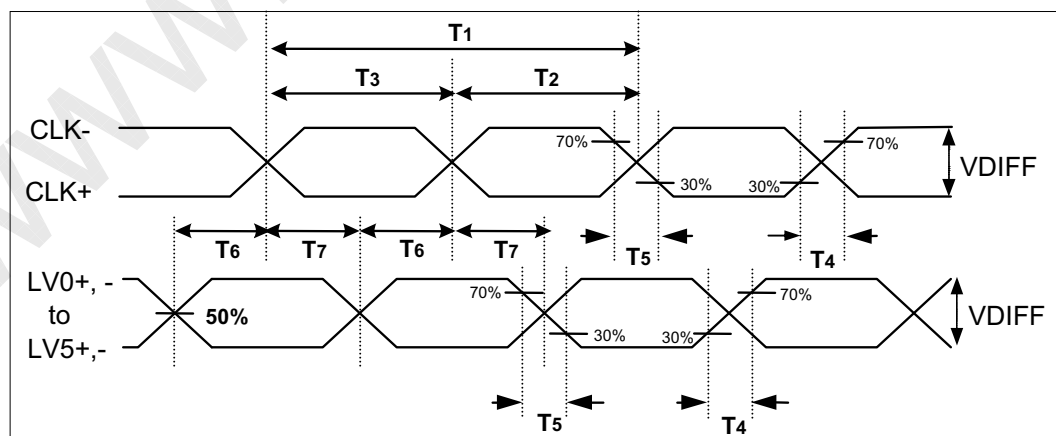 T1
T3
T2
CLK-
70%
70%
VDIFF
CLK+
30%
30%
T6
T7
T6
T7
T5
T4
LV0+, -
to
LV5+,-
50%
70%
30%
30%
70%
VDIFF
T5
T4